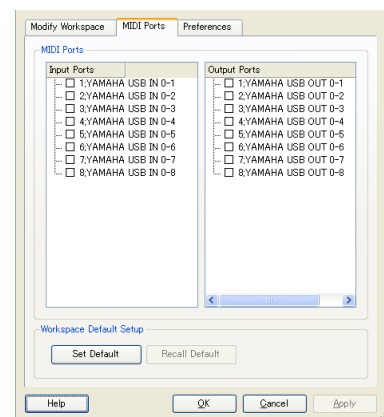 Modify Workspace MIDI Ports Preferences
MIDI Ports
Input Ports
1;YAMAHA USB IN 0-1
2;YAMAHA USB IN 0-2
3;YAMAHA USB IN 0-3
4;YAMAHA USB IN 0-4
5;YAMAHA USB IN 0-5
6;YAMAHA USB IN 0-6
7;YAMAHA USB IN 0-7
8;YAMAHA USB IN 0-8
Output Ports
1;YAMAHA USB OUT 0-1
2;YAMAHA USB OUT 0-2
3;YAMAHA USB OUT 0-3
4;YAMAHA USB OUT 0-4
5;YAMAHA USB OUT 0-5
6;YAMAHA USB OUT 0-6
7;YAMAHA USB OUT 0-7
8;YAMAHA USB OUT 0-8
Workspace Default Setup
Set Default Recall Default
Help OK Cancel Apply